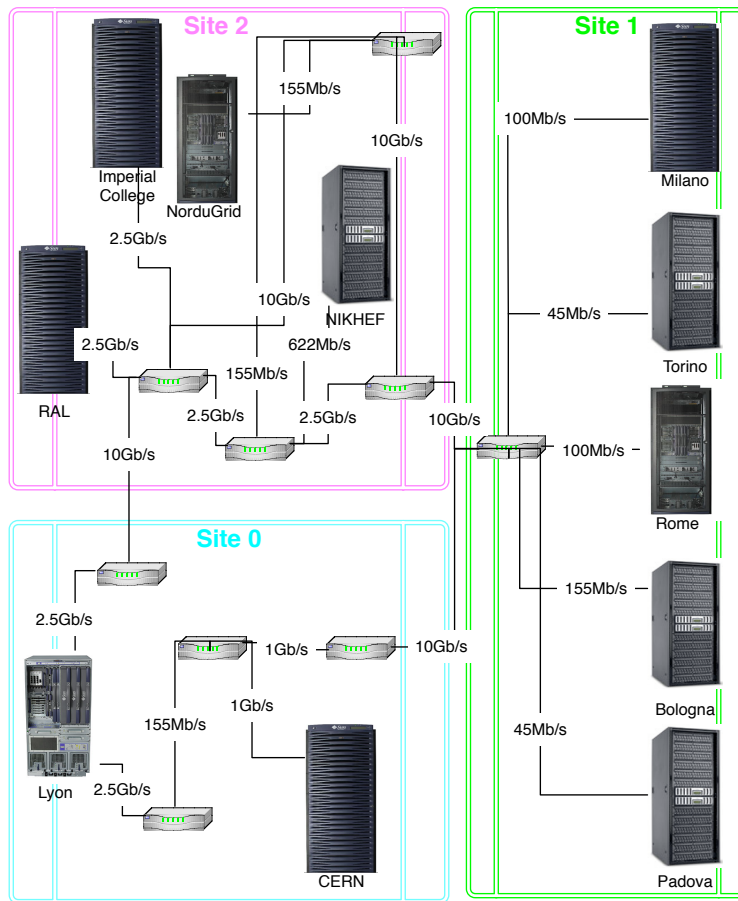 Site 2
Site 1
155Mb/s
100Mb/s
10Gb/s
Imperial
College
NorduGrid
Milano
2.5Gb/s
10Gb/s
NIKHEF
45Mb/s
2.5Gb/s
622Mb/s
155Mb/s
Torino
RAL
2.5Gb/s
2.5Gb/s
10Gb/s
10Gb/s
100Mb/s
Rome
Site 0
2.5Gb/s
155Mb/s
1Gb/s
10Gb/s
1Gb/s
Bologna
155Mb/s
45Mb/s
Lyon
2.5Gb/s
CERN
Padova